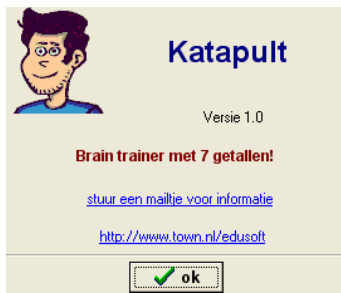 Katapult
Versie 1.0
Brain trainer met 7 getallen!
stuur een mailtje voor informatie
http://www.town.nl/edusoft
ok